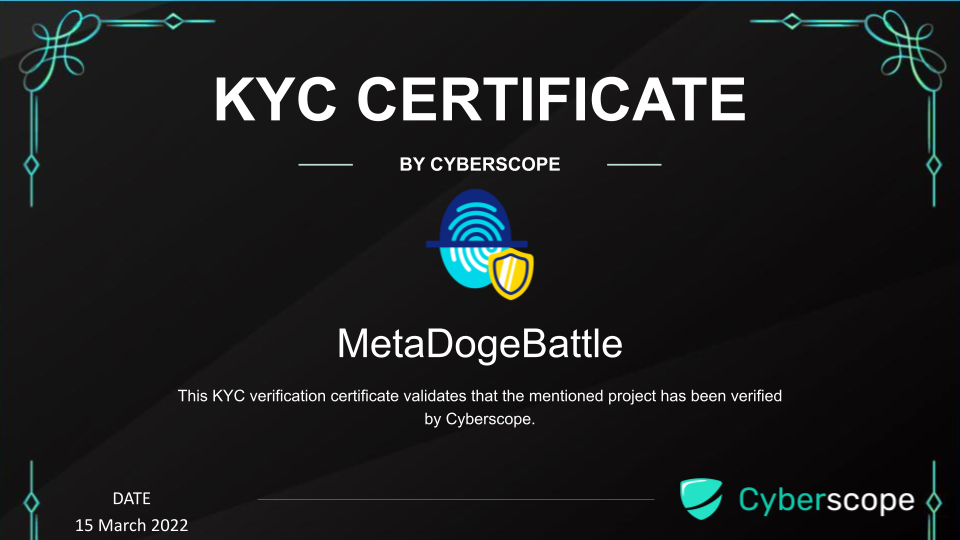 KYC CERTIFICATE
BY CYBERSCOPE
MetaDogeBattle
This KYC verification certificate validates that the mentioned project has been verified
by Cyberscope.
DATE
15 March 2022
Cyberscope